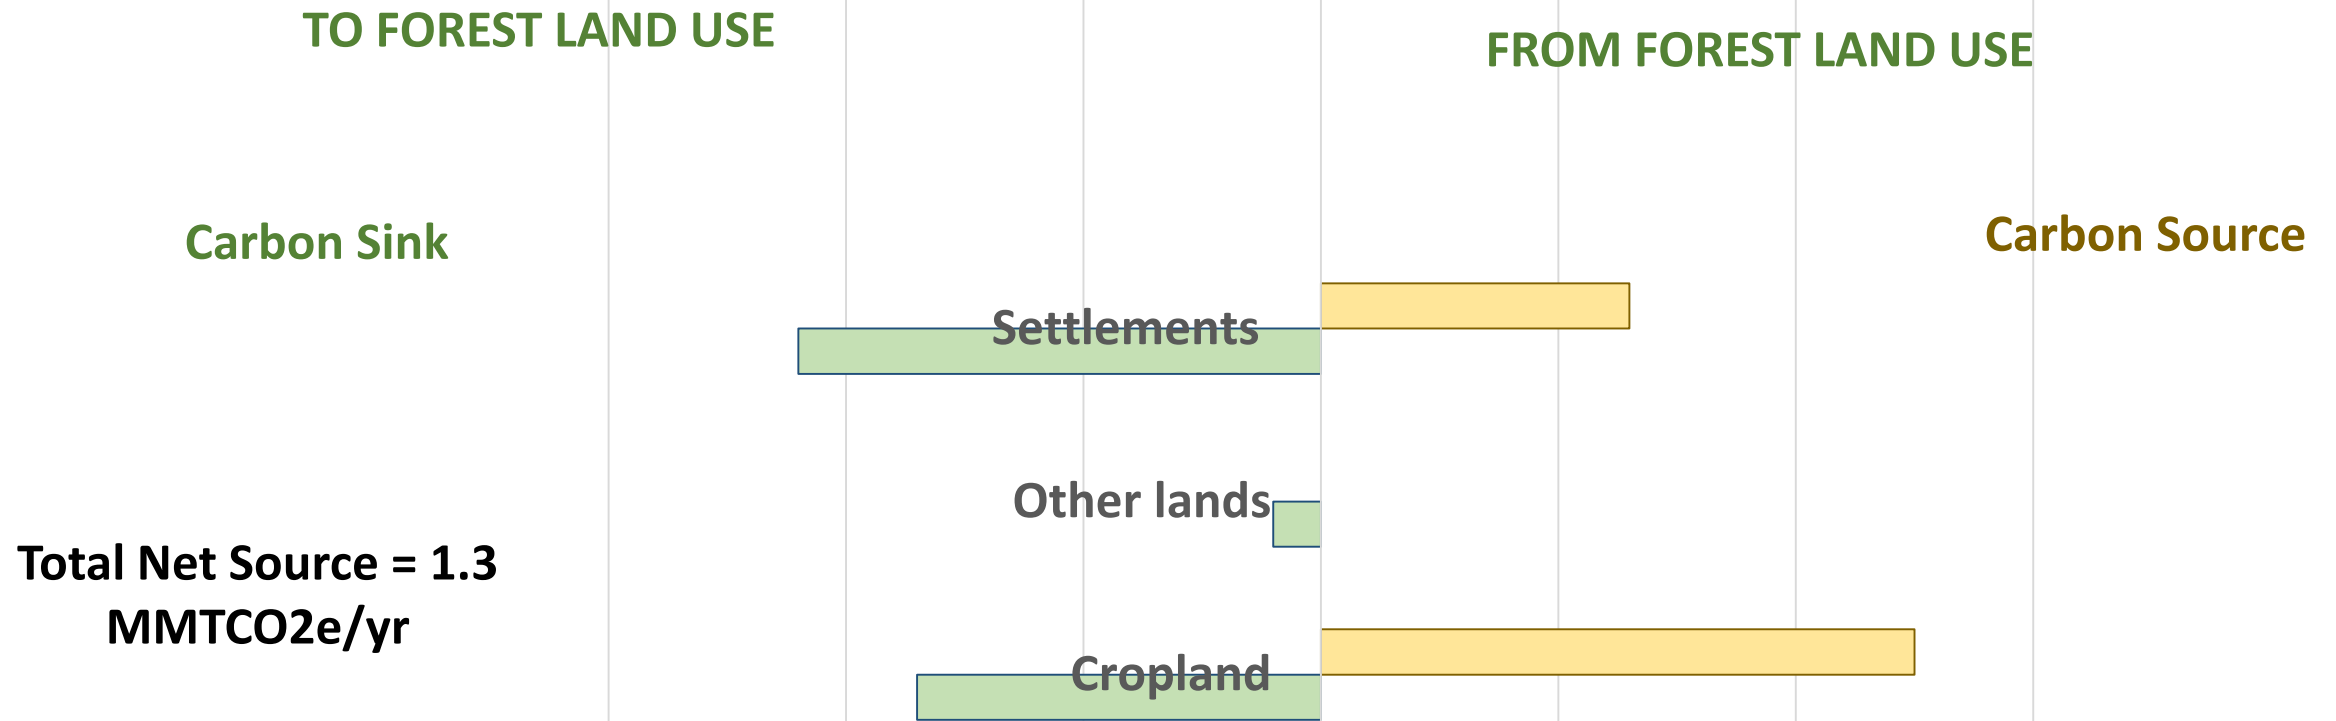 TO FOREST LAND USE
FROM FOREST LAND USE
Carbon Sink
Carbon Source
Settlements
Other lands
Total Net Source = 1.3
MMTCO2e/yr
Cropland